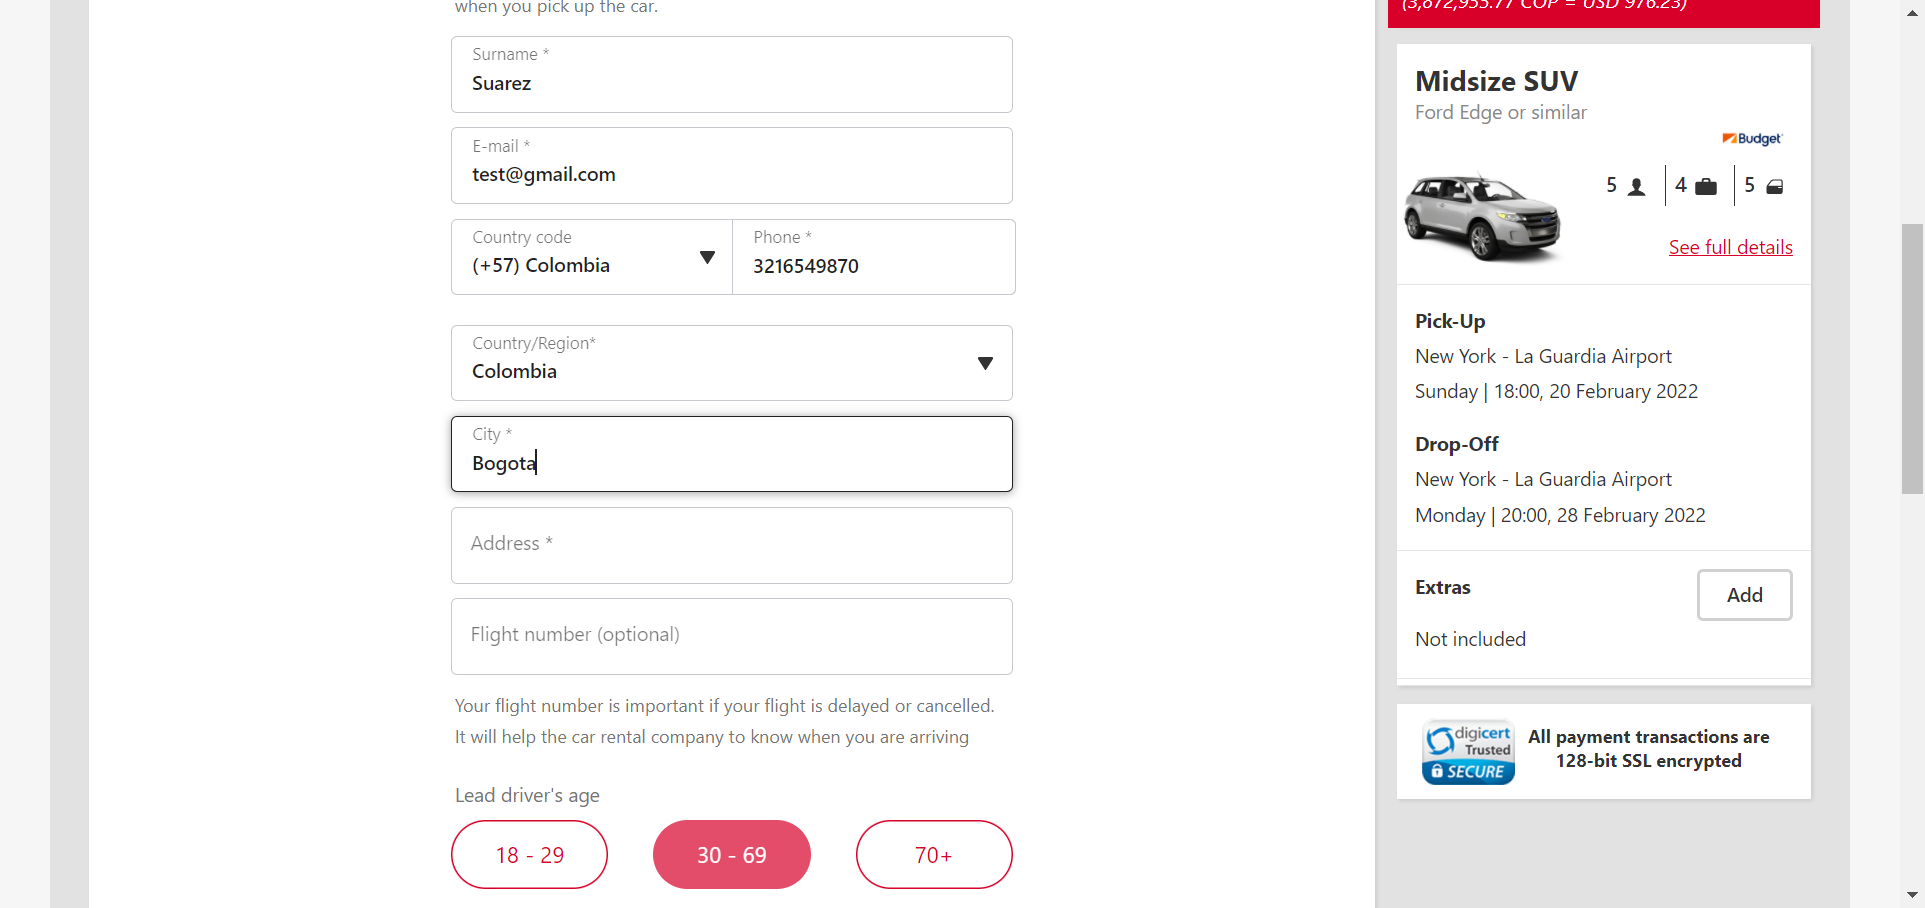 when you pick up the car.
Surname *
Suarez
E-mail *
test@gmail.com
Country code
(+57) Colombia
Phone *
3216549870
Country/Region*
Colombia
City *
Bogota
Address *
Flight number (optional)
Your flight number is important if your flight is delayed or cancelled.
It will help the car rental company to know when you are arriving
Lead driver's age
18 - 29
30 - 69
70+
(3,872,955.77 COP = USD 976.23)
Midsize SUV
Ford Edge or similar
Budget
5
4
5
See full details
Pick-Up
New York - La Guardia Airport
Sunday | 18:00, 20 February 2022
Drop-Off
New York - La Guardia Airport
Monday | 20:00, 28 February 2022
Extras
Add
Not included
digicert
Trusted
SECURE
All payment transactions are
128-bit SSL encrypted